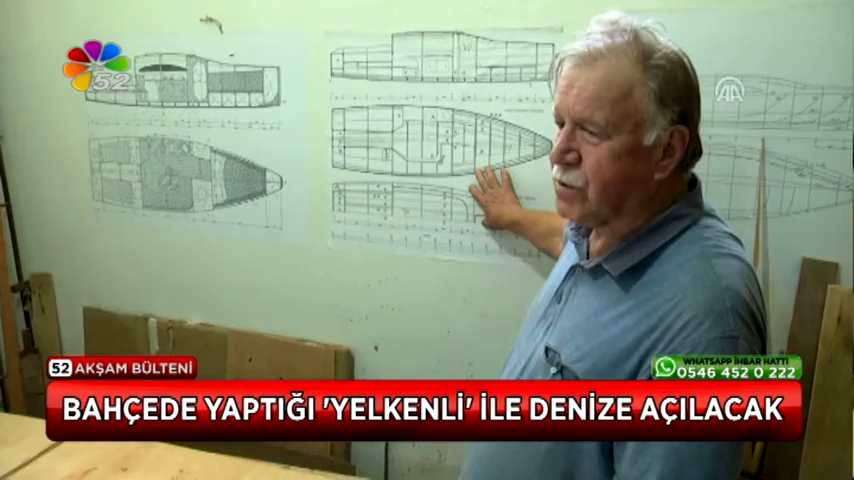 52
AA
52 AKŞAM BÜLTENİ
WHATSAPP İHBAR HATTI
0546 452 0 222
BAHÇEDE YAPTIĞI 'YELKENLİ' İLE DENİZE AÇILACAK